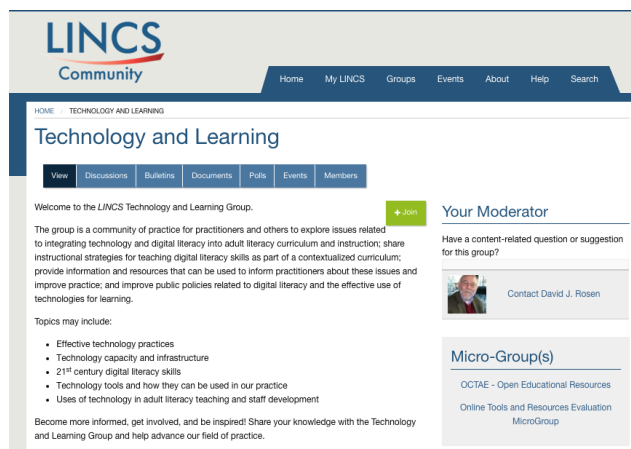 LINCS
Community
Home My LINCS Groups Events About Help Search
HOME / TECHNOLOGY AND LEARNING
Technology and Learning
View Discussions Bulletins Documents Polls Events Members
Welcome to the LINCS Technology and Learning Group.
+ Join
The group is a community of practice for practitioners and others to explore issues related
to integrating technology and digital literacy into adult literacy curriculum and instruction; share
instructional strategies for teaching digital literacy skills as part of a contextualized curriculum;
provide information and resources that can be used to inform practitioners about these issues and
improve practice; and improve public policies related to digital literacy and the effective use of
technologies for learning.
Topics may include:
• Effective technology practices
• Technology capacity and infrastructure
• 21st century digital literacy skills
• Technology tools and how they can be used in our practice
• Uses of technology in adult literacy teaching and staff development
Become more informed, get involved, and be inspired! Share your knowledge with the Technology
and Learning Group and help advance our field of practice.
Your Moderator
Have a content-related question or suggestion
for this group?
Contact David J. Rosen
Micro-Group(s)
OCTAE - Open Educational Resources
Online Tools and Resources Evaluation
MicroGroup